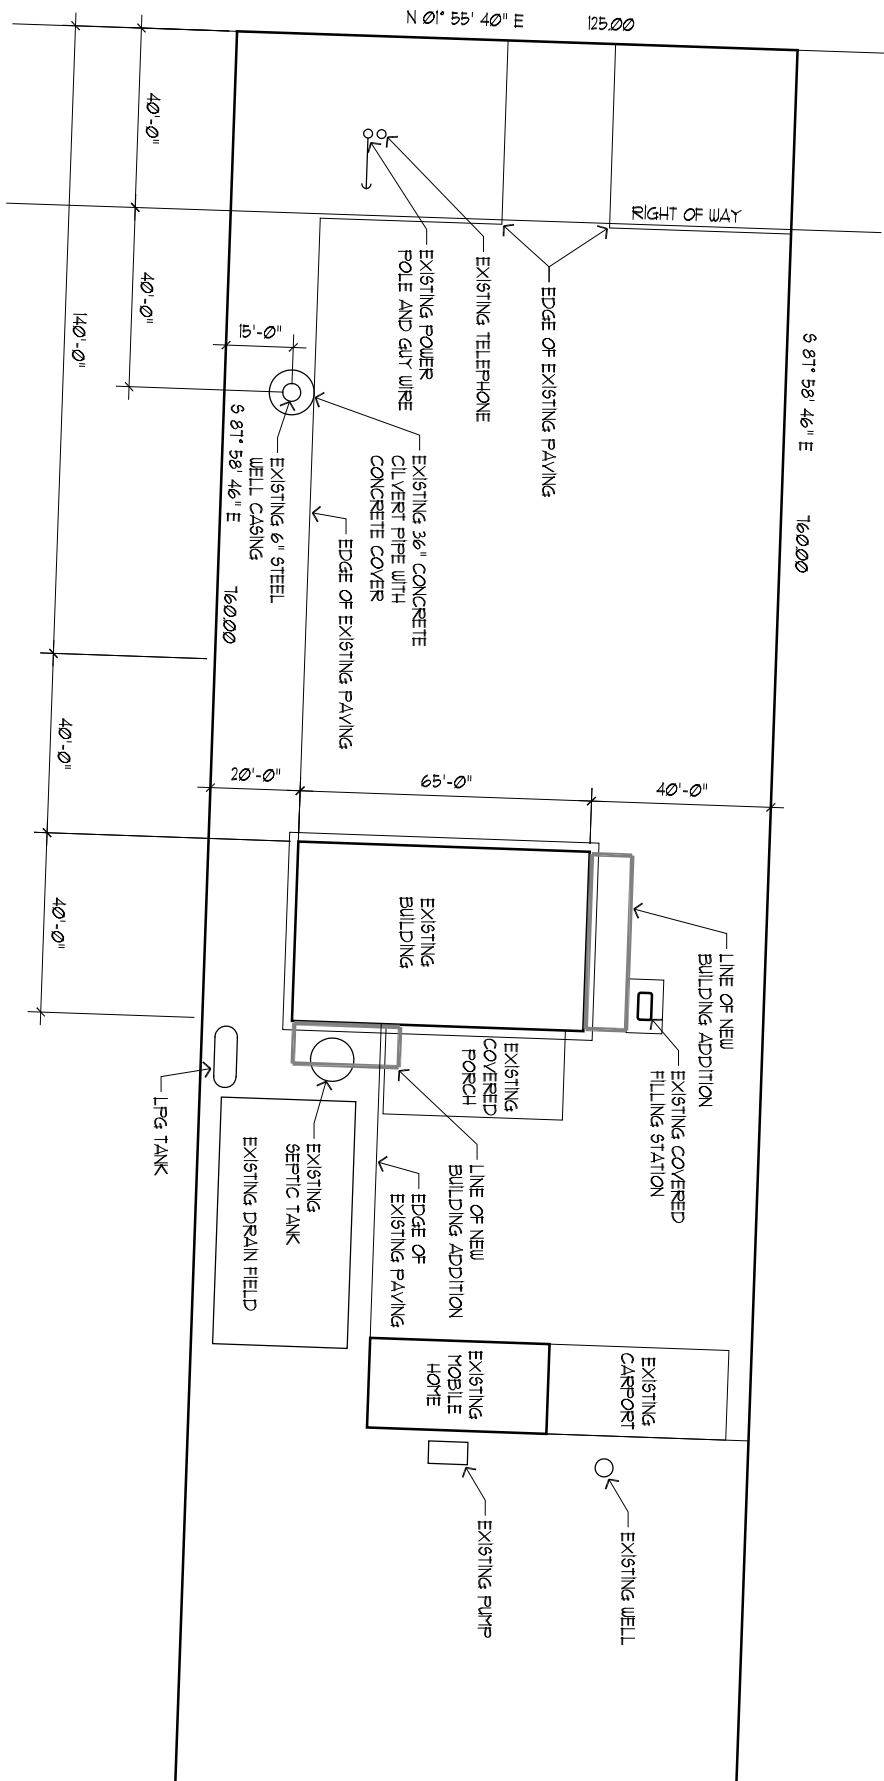 N 01° 55' 40" E 125.00
40'-0"
40'-0"
140'-0"
15'-0"
RIGHT OF WAY
EXISTING POWER
POLE AND GUY WIRE
EXISTING TELEPHONE
EDGE OF EXISTING PAVING
S 87° 58' 46" E 760.00
S 87° 58' 46" E 760.00
EXISTING 6" STEEL
WELL CASING
EXISTING 36" CONCRETE
CILVERT PIPE WITH
CONCRETE COVER
EDGE OF EXISTING PAVING
40'-0"
20'-0"
65'-0"
40'-0"
40'-0"
EXISTING
BUILDING
LINE OF NEW
BUILDING ADDITION
EXISTING COVERED
FILLING STATION
EXISTING
COVERED
PORCH
LPG TANK
EXISTING
SEPTIC TANK
EXISTING DRAIN FIELD
LINE OF NEW
BUILDING ADDITION
EDGE OF
EXISTING PAVING
EXISTING
MOBILE
HOME
EXISTING
CARPORT
EXISTING PUMP
EXISTING WELL